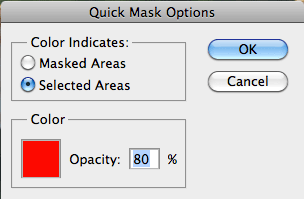 Quick Mask Options
Color Indicates:
Masked Areas
Selected Areas
OK
Cancel
Color
Opacity: 80 %